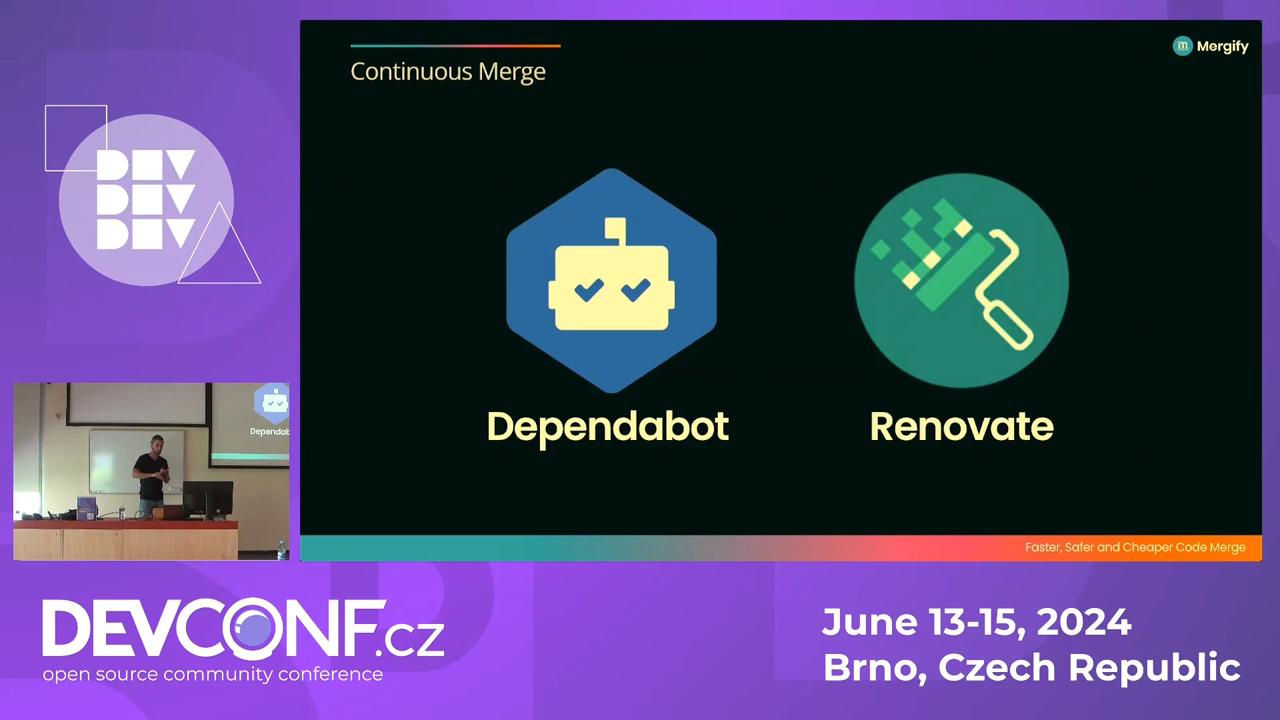 Continuous Merge
m Mergify
DEV
DEV
DEV
Dependabot
Renovate
Dependab
Faster, Safer and Cheaper Code Merge
DEVCONF.cz
open source community conference
June 13-15, 2024
Brno, Czech Republic